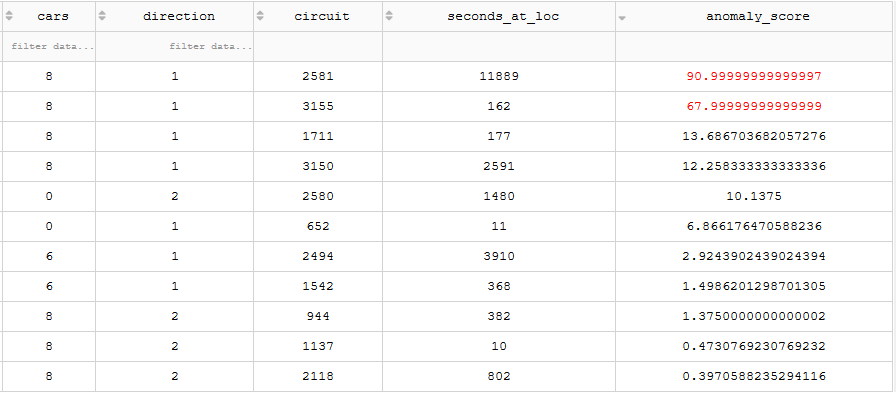 cars direction circuit seconds_at_loc anomaly_score
filter data... filter data...
8 1 2581 11889 90.99999999999997
8 1 3155 162 67.99999999999999
8 1 1711 177 13.686703682057276
8 1 3150 2591 12.258333333333336
0 2 2580 1480 10.1375
0 1 652 11 6.866176470588236
6 1 2494 3910 2.9243902439024394
6 1 1542 368 1.4986201298701305
8 2 944 382 1.3750000000000002
8 2 1137 10 0.4730769230769232
8 2 2118 802 0.3970588235294116